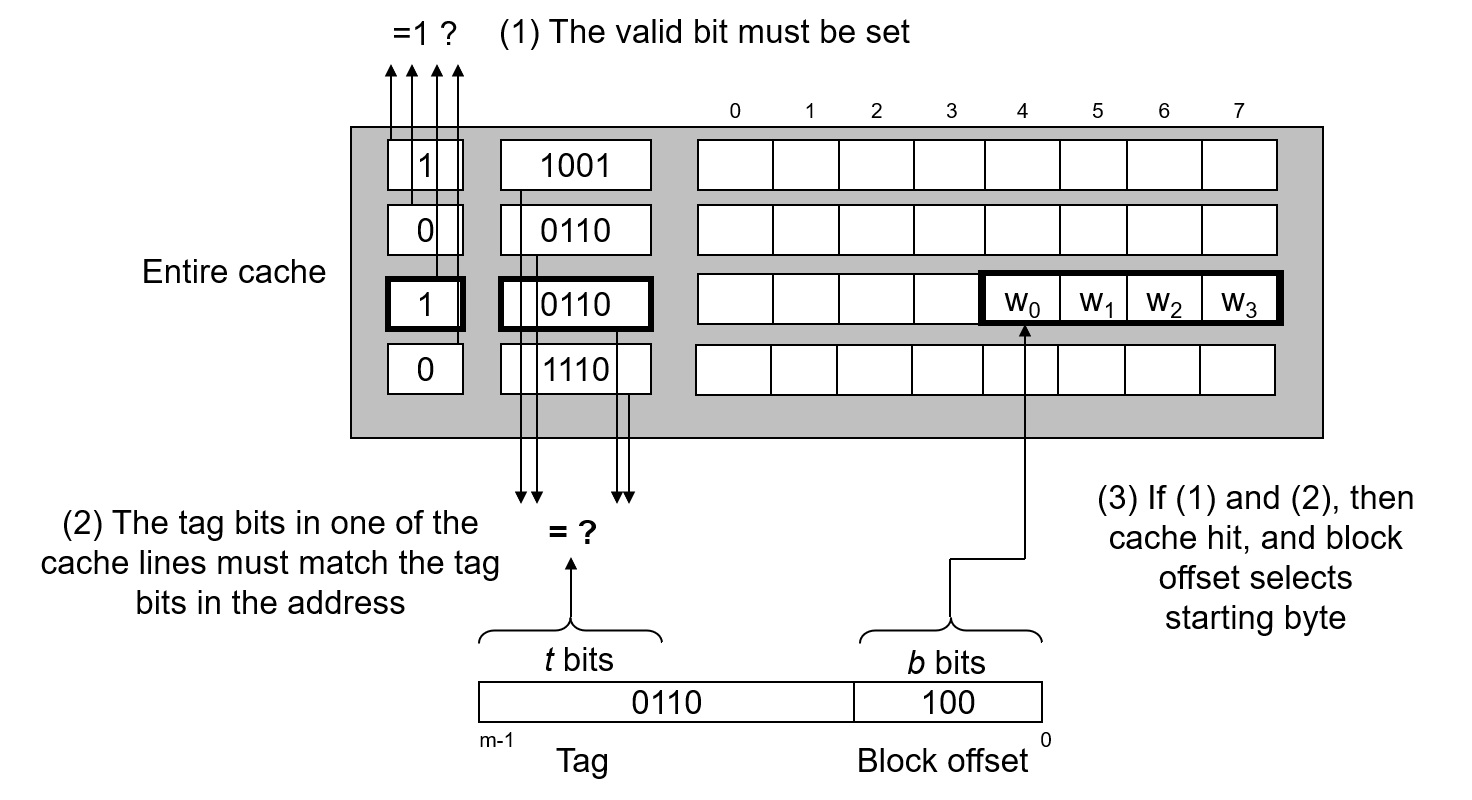 =1 ? (1) The valid bit must be set
0 1 2 3 4 5 6 7
1 1001
0 0110
Entire cache
1 0110 w0 w1 w2 w3
0 1110
(2) The tag bits in one of the
cache lines must match the tag
bits in the address
= ?
(3) If (1) and (2), then
cache hit, and block
offset selects
starting byte
t bits b bits
0110 100
m-1 0
Tag Block offset